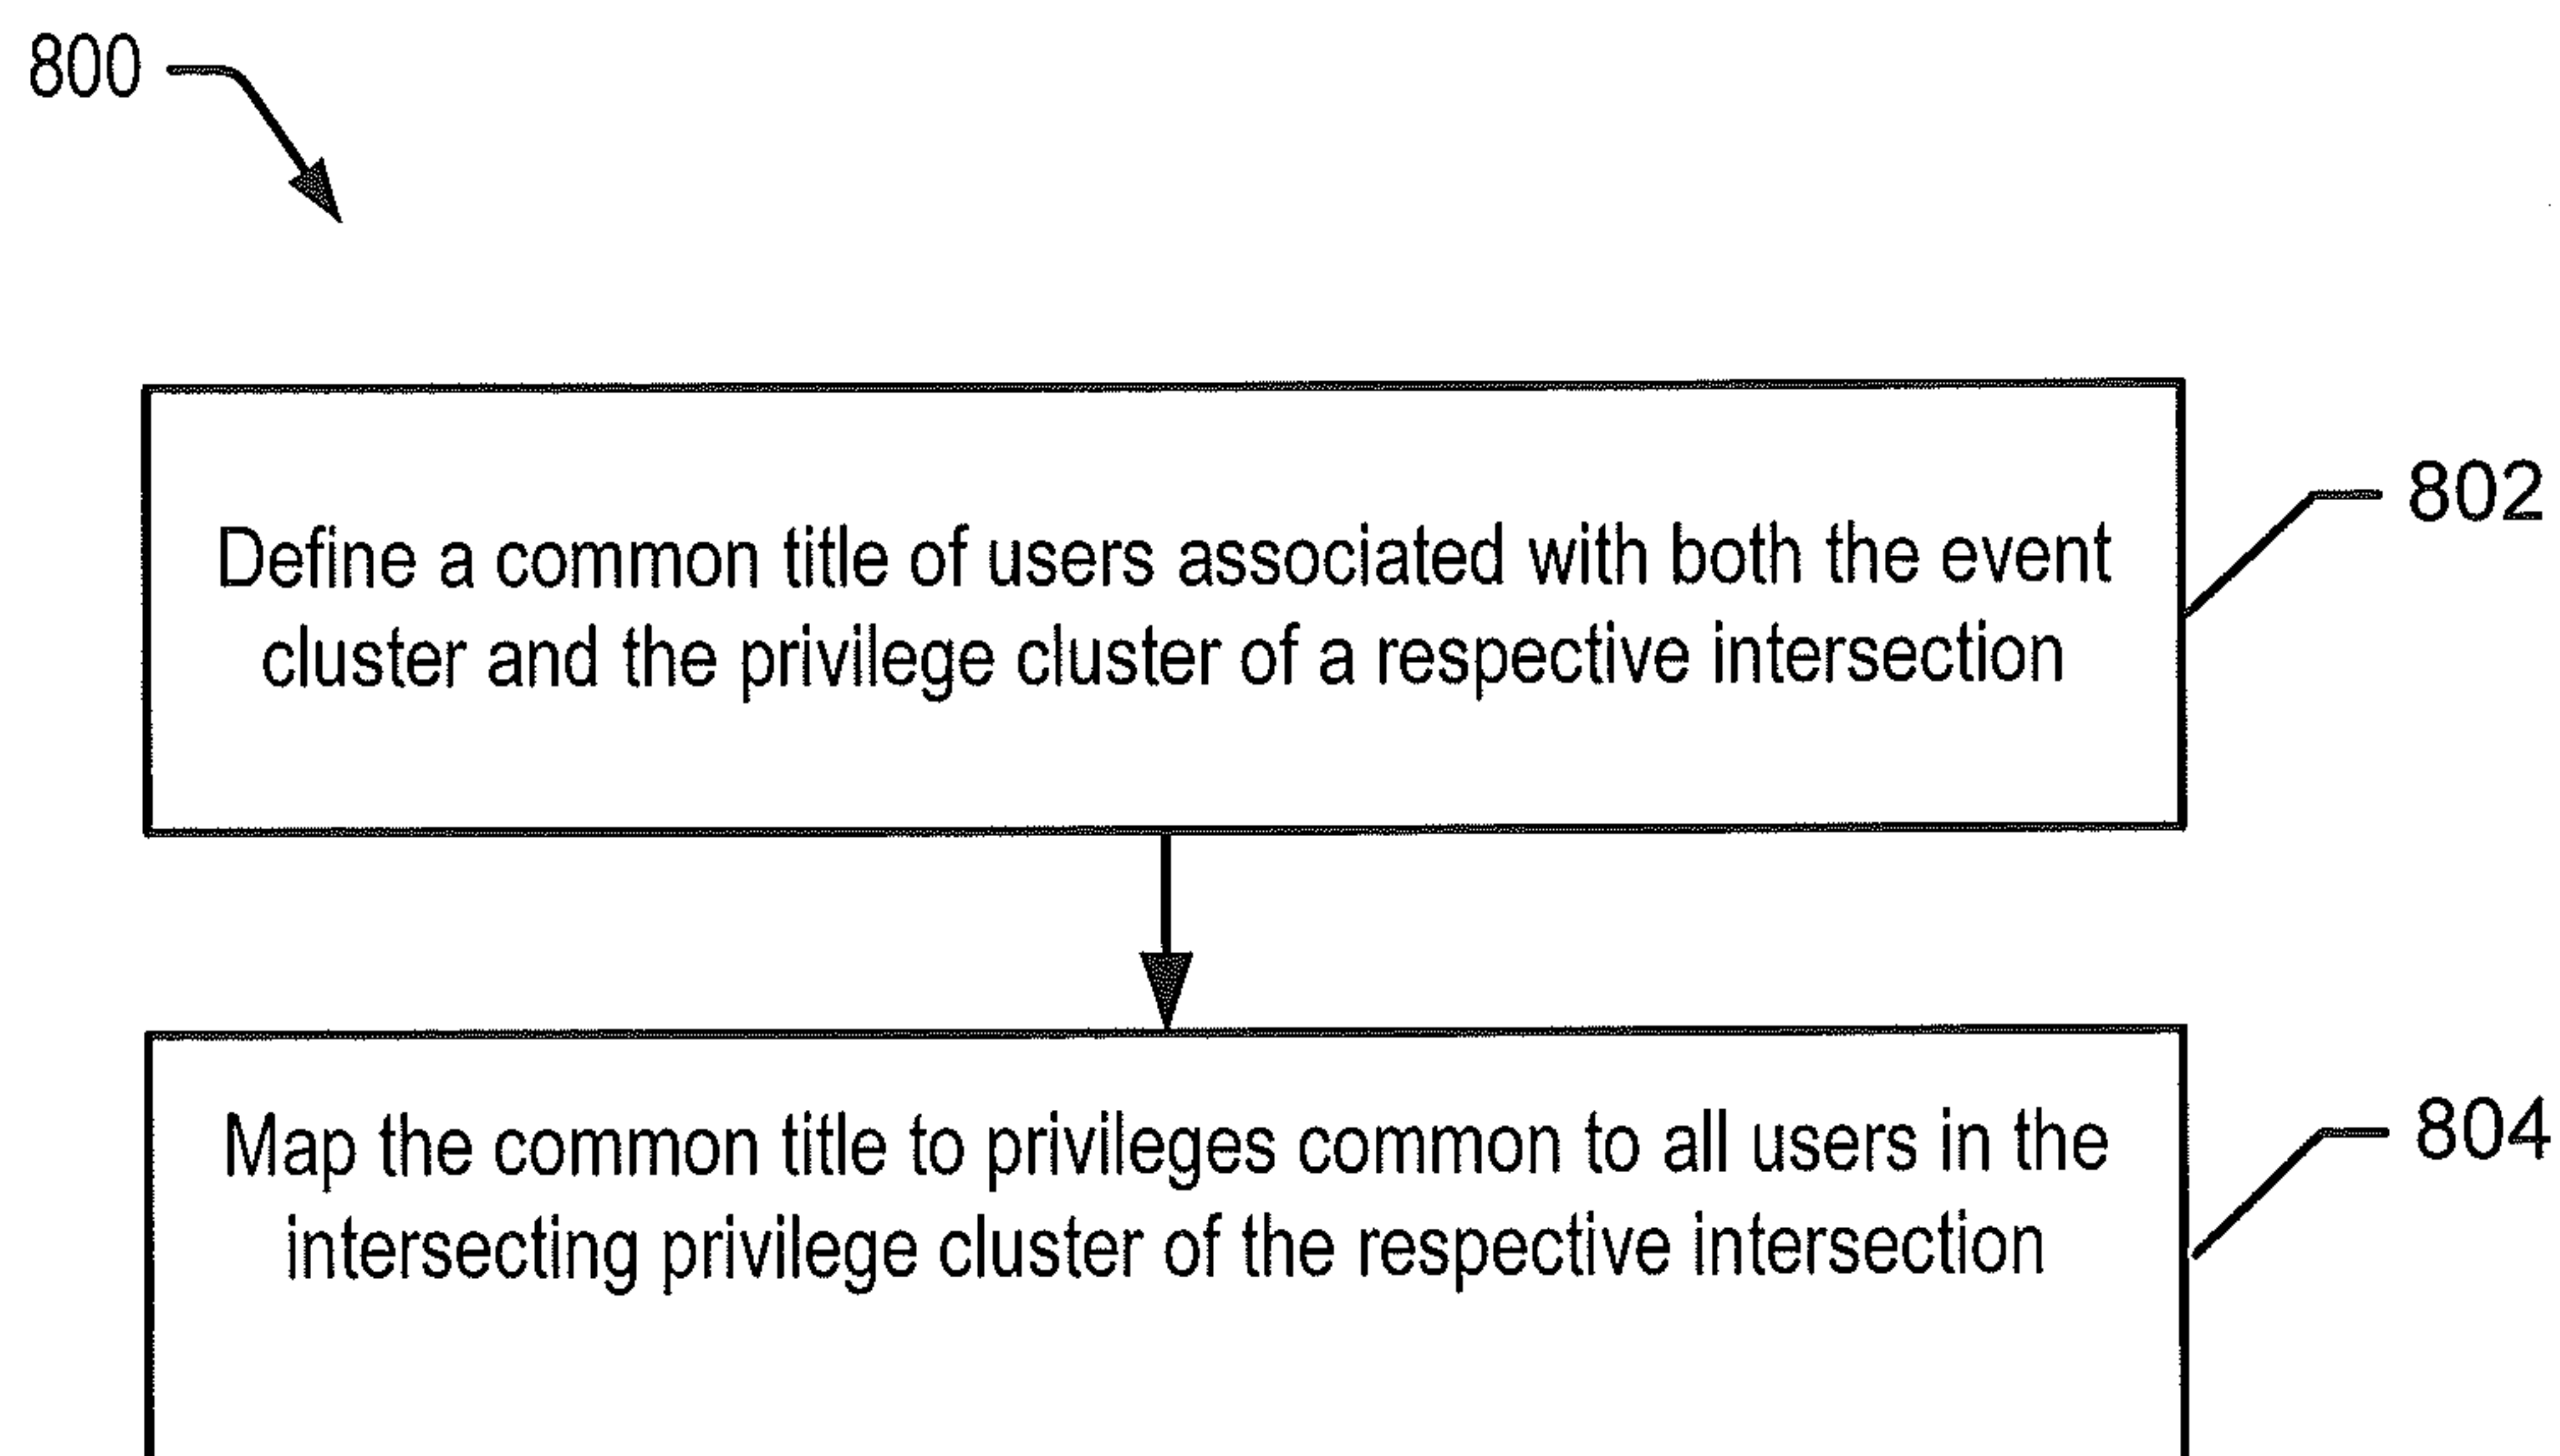 800
802
Define a common title of users associated with both the event
cluster and the privilege cluster of a respective intersection
804
Map the common title to privileges common to all users in the
intersecting privilege cluster of the respective intersection